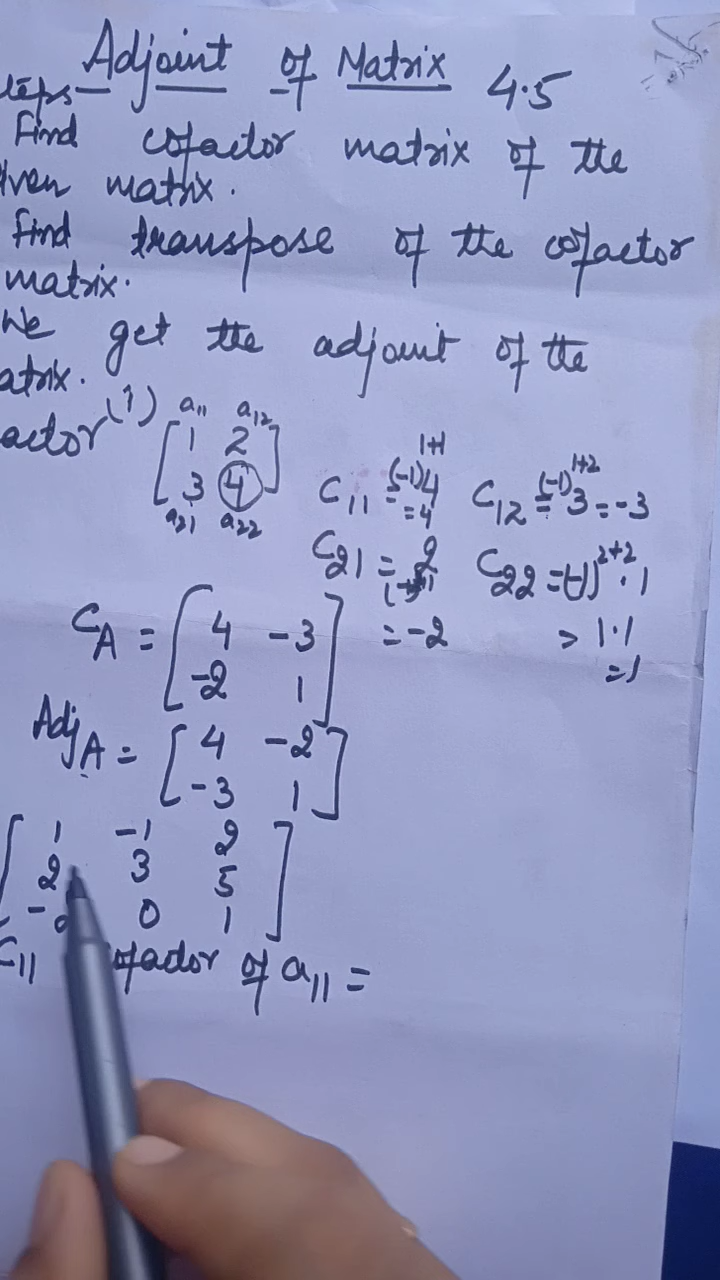 Adjoint of Matrix 4.5
Find cofactor matrix of the
matrix.
Find transpose of the cofactor
matrix.
We get the adjoint of the
(1) a11 a12
[1 2
3 4]
a21 a22
C11 = (-1)^1+1 4 = 4 C12 = (-1)^1+2 3 = -3
C21 = 2 C22 = (-1)^2+2 . 1
= -2 > 1.1
= 1
CA = [4 -3
-2 1]
Adj A = [4 -2
-3 1]
[1 -1 2
2 3 5
- 0 1]
C11 of a11 =